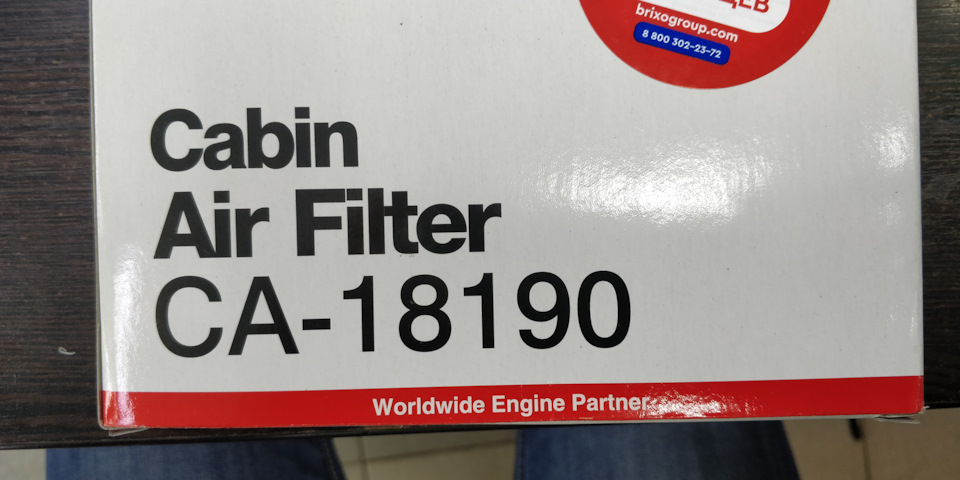 brixogroup.com
8 800 302-23-72
Cabin
Air Filter
CA-18190
Worldwide Engine Partner